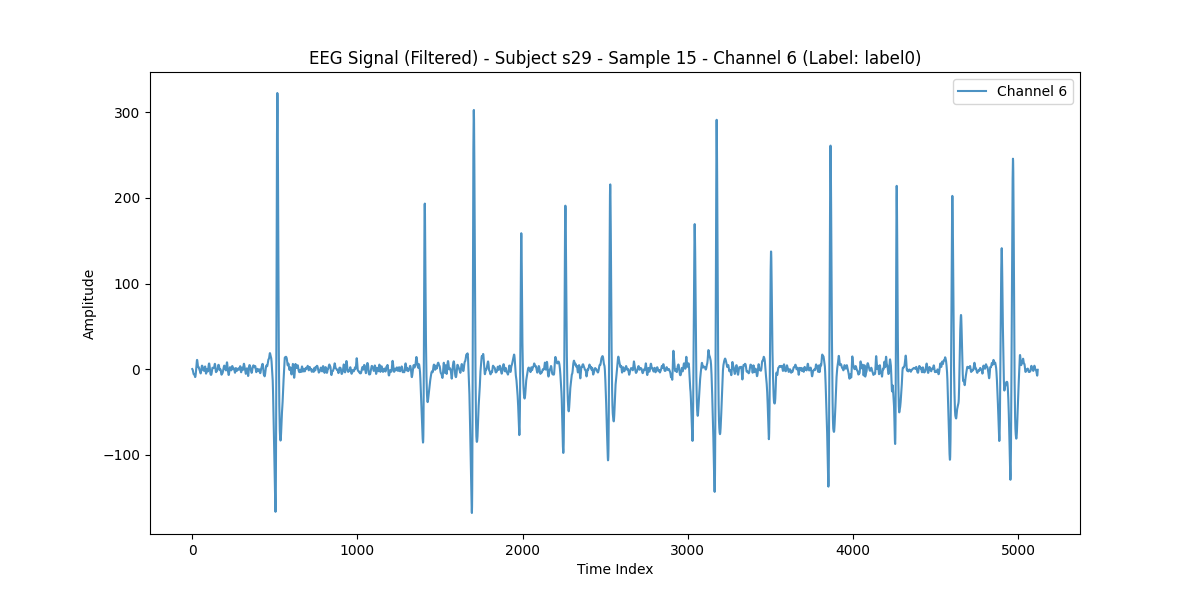 EEG Signal (Filtered) - Subject s29 - Sample 15 - Channel 6 (Label: label0)
Channel 6
300
200
100
0
−100
Amplitude
0 1000 2000 3000 4000 5000
Time Index